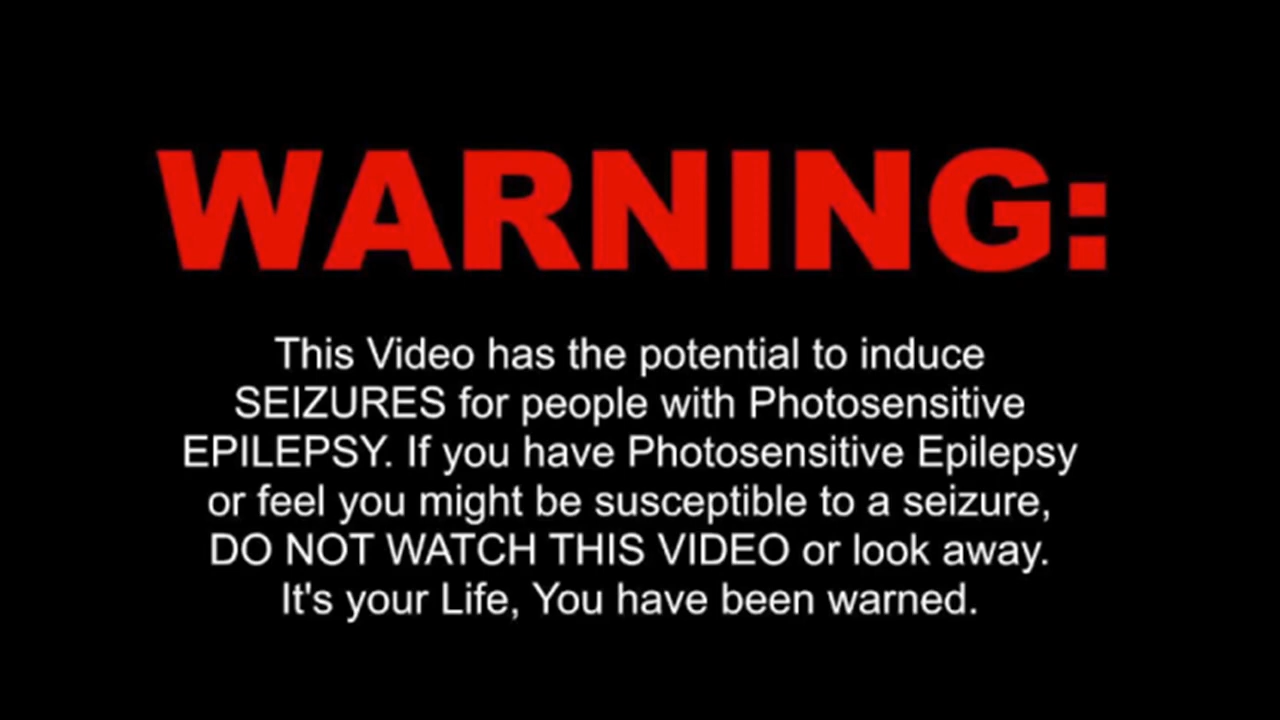 WARNING:
This Video has the potential to induce
SEIZURES for people with Photosensitive
EPILEPSY. If you have Photosensitive Epilepsy
or feel you might be susceptible to a seizure,
DO NOT WATCH THIS VIDEO or look away.
It's your Life, You have been warned.